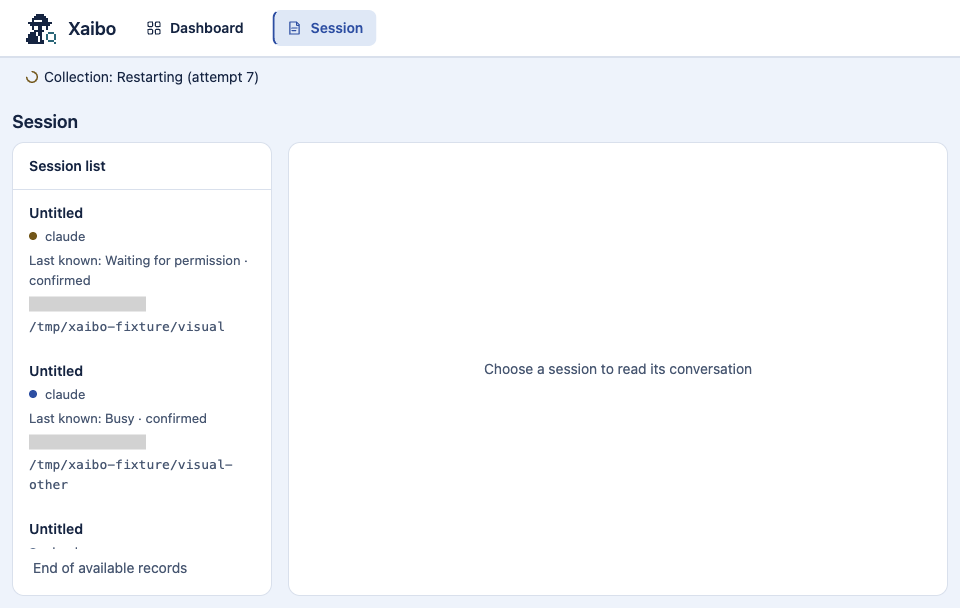 Xaibo
Dashboard
Session
Collection: Restarting (attempt 7)
Session
Session list
Untitled
claude
Last known: Waiting for permission ·
confirmed
/tmp/xaibo-fixture/visual
Untitled
claude
Last known: Busy · confirmed
/tmp/xaibo-fixture/visual-
other
Untitled
End of available records
Choose a session to read its conversation